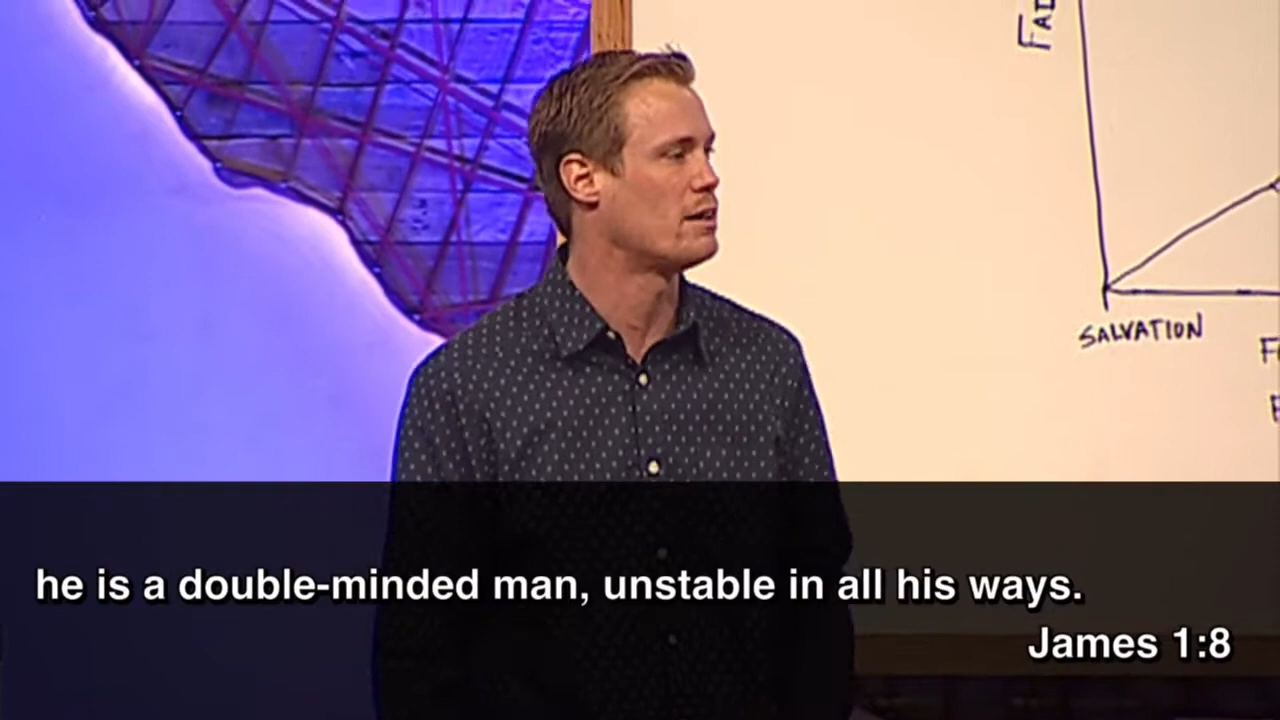 SALVATION
he is a double-minded man, unstable in all his ways.
James 1:8